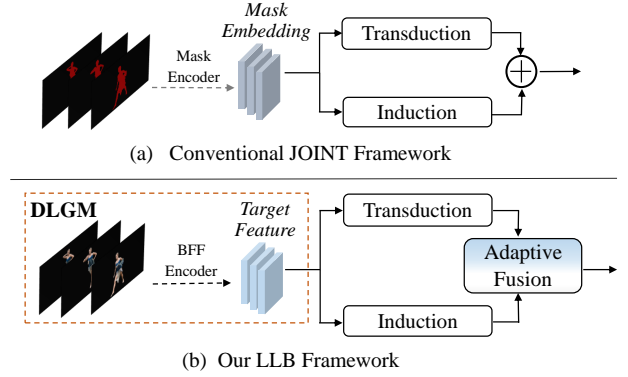 Mask
Encoder
Mask
Embedding
Transduction
Induction
(a) Conventional JOINT Framework
DLGM
BFF
Encoder
Target
Feature
Transduction
Induction
Adaptive
Fusion
(b) Our LLB Framework